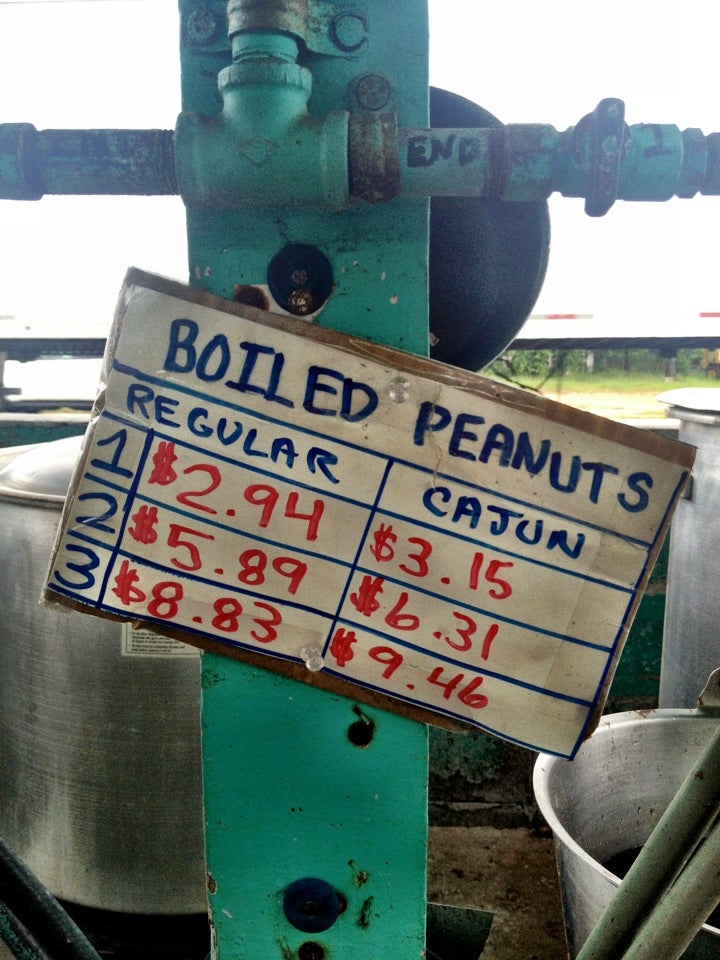 END
BOILED PEANUTS
REGULAR CAJUN
1 $2.94 $3.15
2 $5.89 $6.31
3 $8.83 $9.46